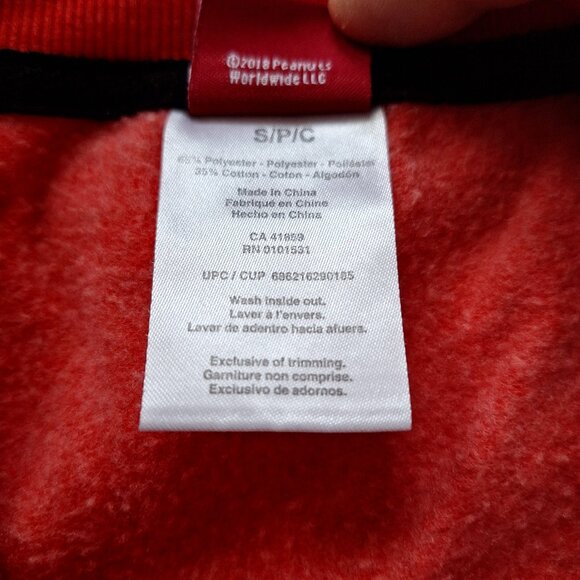 ©2018 Peanuts
Worldwide LLC
S/P/C
65% Polyester - Polyester - Poliéster
35% Cotton - Coton - Algodón
Made in China
Fabriqué en Chine
Hecho en China
CA 41859
RN 0101531
UPC / CUP 686216290185
Wash inside out.
Laver à l'envers.
Lavar de adentro hacia afuera.
Exclusive of trimming.
Garniture non comprise.
Exclusivo de adornos.